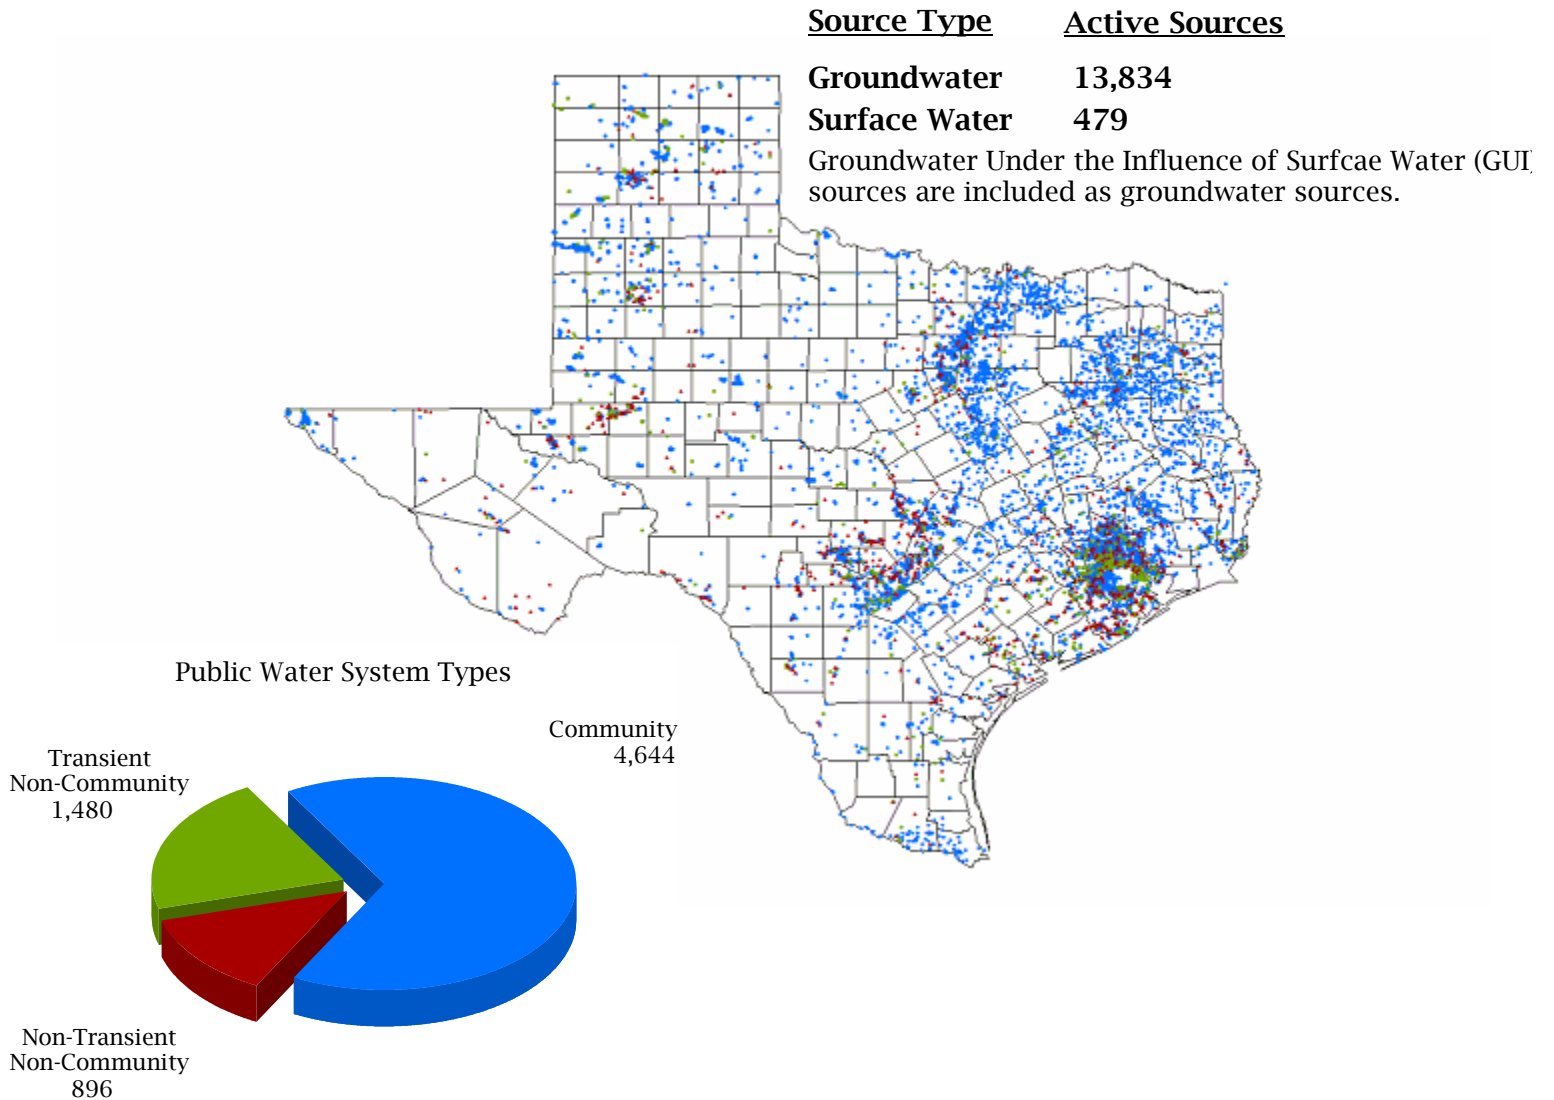 Source Type Active Sources
Groundwater 13,834
Surface Water 479
Groundwater Under the Influence of Surfcae Water (GUI)
sources are included as groundwater sources.
Public Water System Types
Community
4,644
Transient
Non-Community
1,480
Non-Transient
Non-Community
896